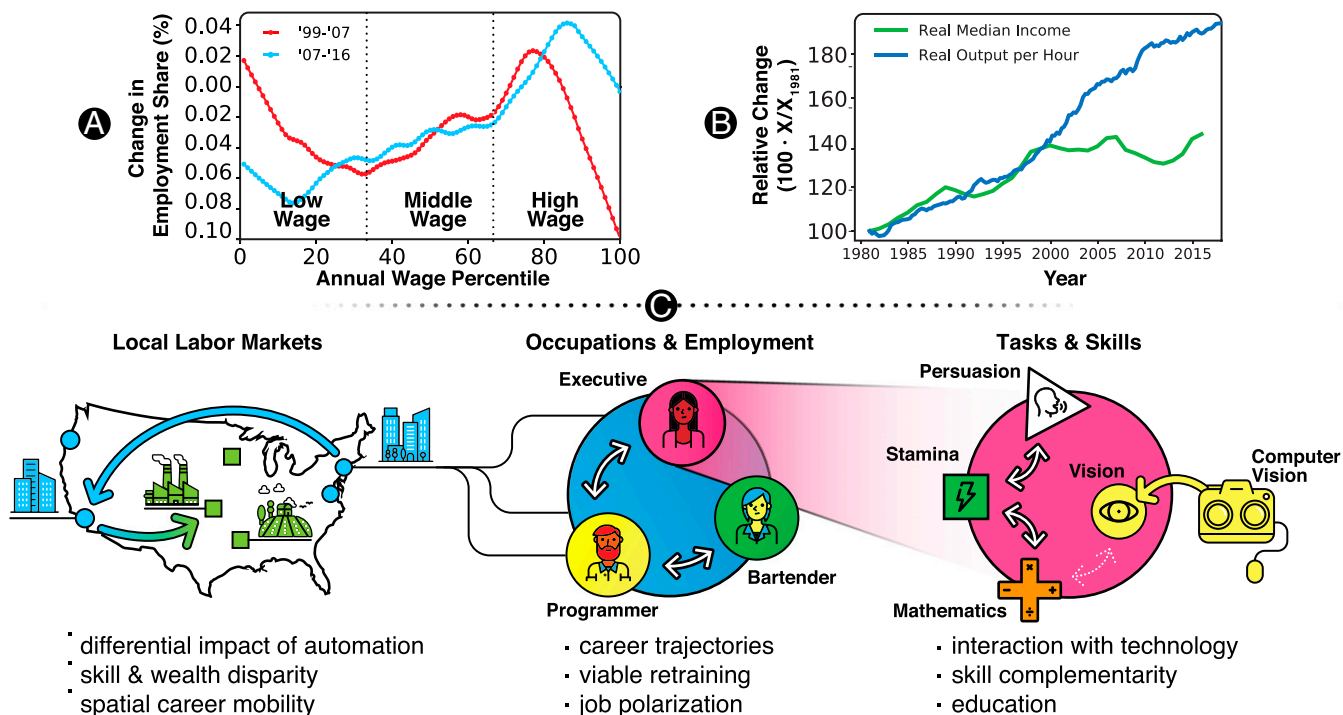 A
Change in
Employment Share (%)
0.04
0.02
0.00
0.04
0.06
0.08
0.10
'99-'07
'07-'16
Low
Wage
Middle
Wage
High
Wage
0 20 40 60 80 100
Annual Wage Percentile
B
Relative Change
(100 · X/X1981)
180
160
140
120
100
Real Median Income
Real Output per Hour
1980 1985 1990 1995 2000 2005 2010 2015
Year
C
Local Labor Markets
· differential impact of automation
· skill & wealth disparity
· spatial career mobility
Occupations & Employment
Executive
Bartender
Programmer
· career trajectories
· viable retraining
· job polarization
Tasks & Skills
Persuasion
Stamina
Vision
Computer
Vision
Mathematics
· interaction with technology
· skill complementarity
· education